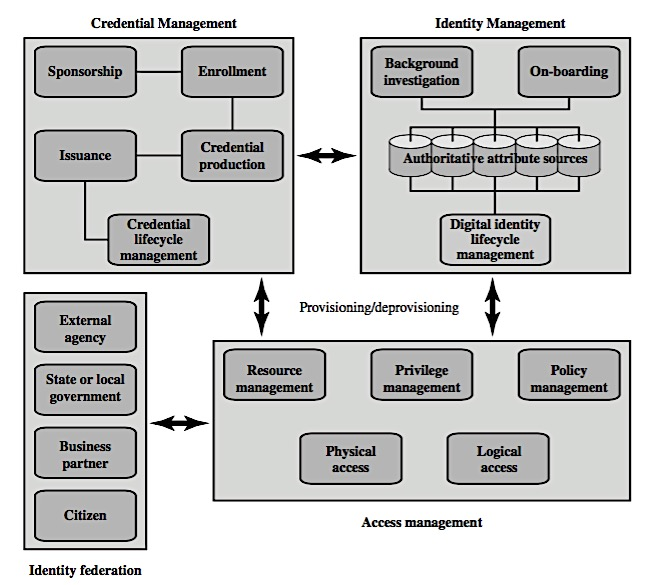 Credential Management
Identity Management
Sponsorship
Enrollment
Background
investigation
On-boarding
Issuance
Credential
production
Authoritative attribute sources
Credential
lifecycle
management
Digital identity
lifecycle
management
Provisioning/deprovisioning
External
agency
State or local
government
Business
partner
Citizen
Resource
management
Privilege
management
Policy
management
Physical
access
Logical
access
Access management
Identity federation